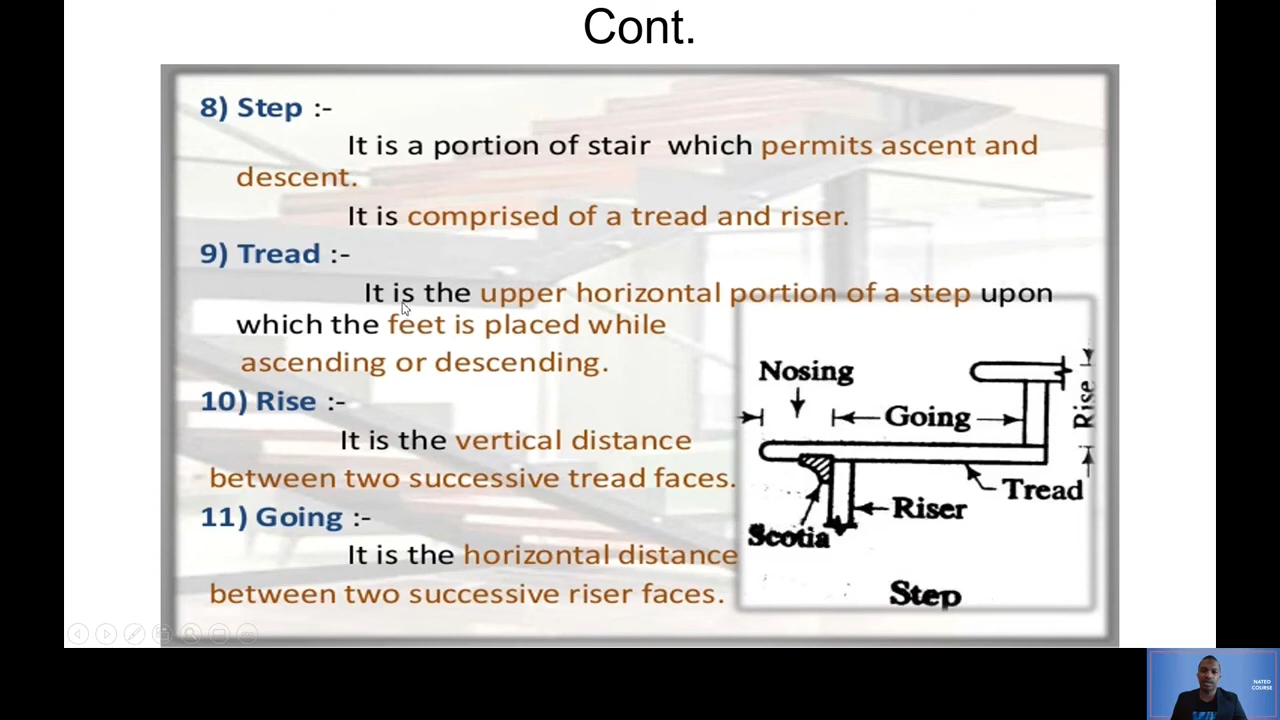 Cont.
8) Step :-
It is a portion of stair which permits ascent and
descent.
It is comprised of a tread and riser.
9) Tread :-
It is the upper horizontal portion of a step upon
which the feet is placed while
ascending or descending.
10) Rise :-
It is the vertical distance
between two successive tread faces.
11) Going :-
It is the horizontal distance
between two successive riser faces.
Nosing
Going
Rise
Tread
Riser
Scotia
Step
NATED
COURSE